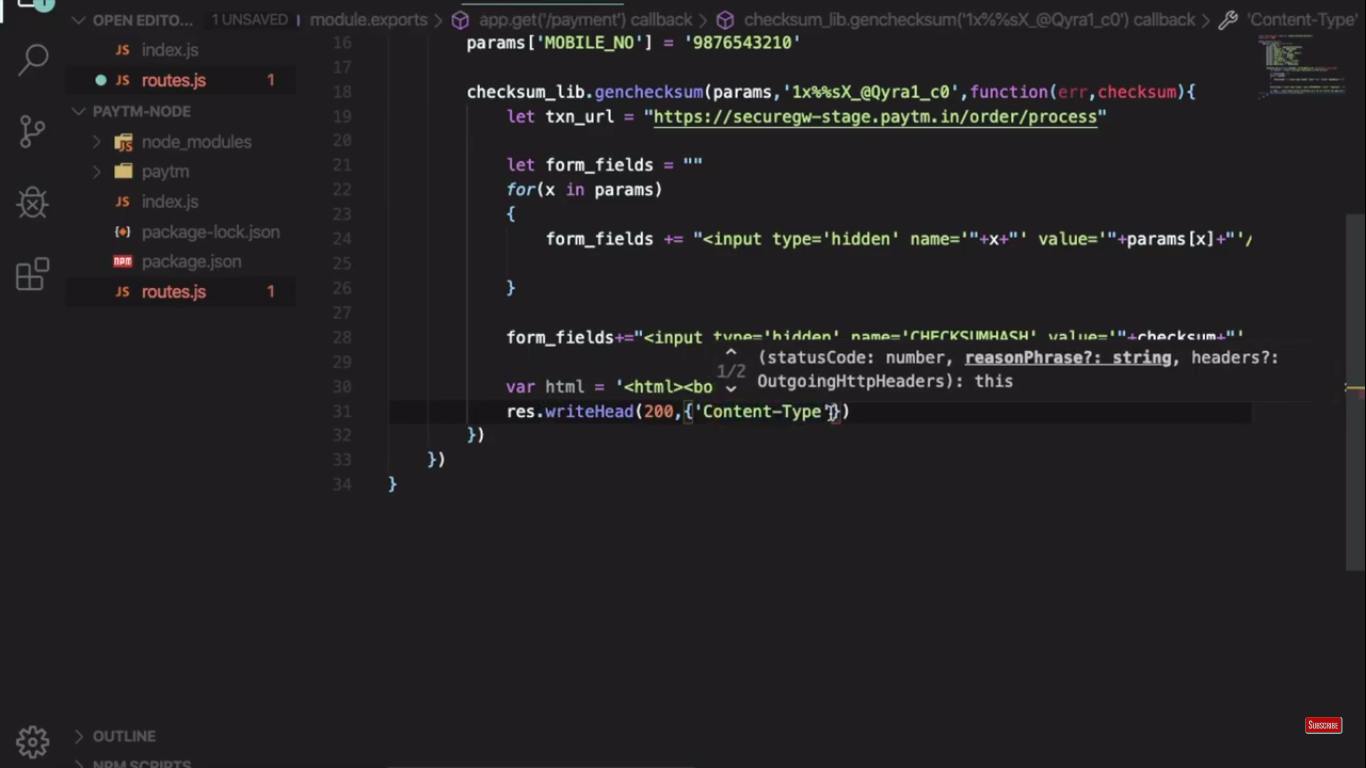 OPEN EDITO... 1 UNSAVED
module.exports > app.get('/payment') callback > checksum_lib.genchecksum('1x%%sX_@Qyra1_c0') callback > 'Content-Type'
JS index.js
JS routes.js 1
PAYTM-NODE
node_modules
paytm
JS index.js
package-lock.json
npm package.json
JS routes.js 1
16 params['MOBILE_NO'] = '9876543210'
17
18 checksum_lib.genchecksum(params,'1x%%sX_@Qyra1_c0',function(err,checksum){
19 let txn_url = "https://securegw-stage.paytm.in/order/process"
20
21 let form_fields = ""
22 for(x in params)
23 {
24 form_fields += "<input type='hidden' name='"+x+"' value='"+params[x]+"'/
25
26 }
27
28 form_fields+="<input type='hidden' name='CHECKSUMHASH' value='"+checksum+"'
29
30 var html = '<html><bo
31 res.writeHead(200,{'Content-Type'})
32 })
33 })
34 }
1/2 (statusCode: number, reasonPhrase?: string, headers?:
OutgoingHttpHeaders): this
SUBSCRIBE
OUTLINE
NPM SCRIPTS